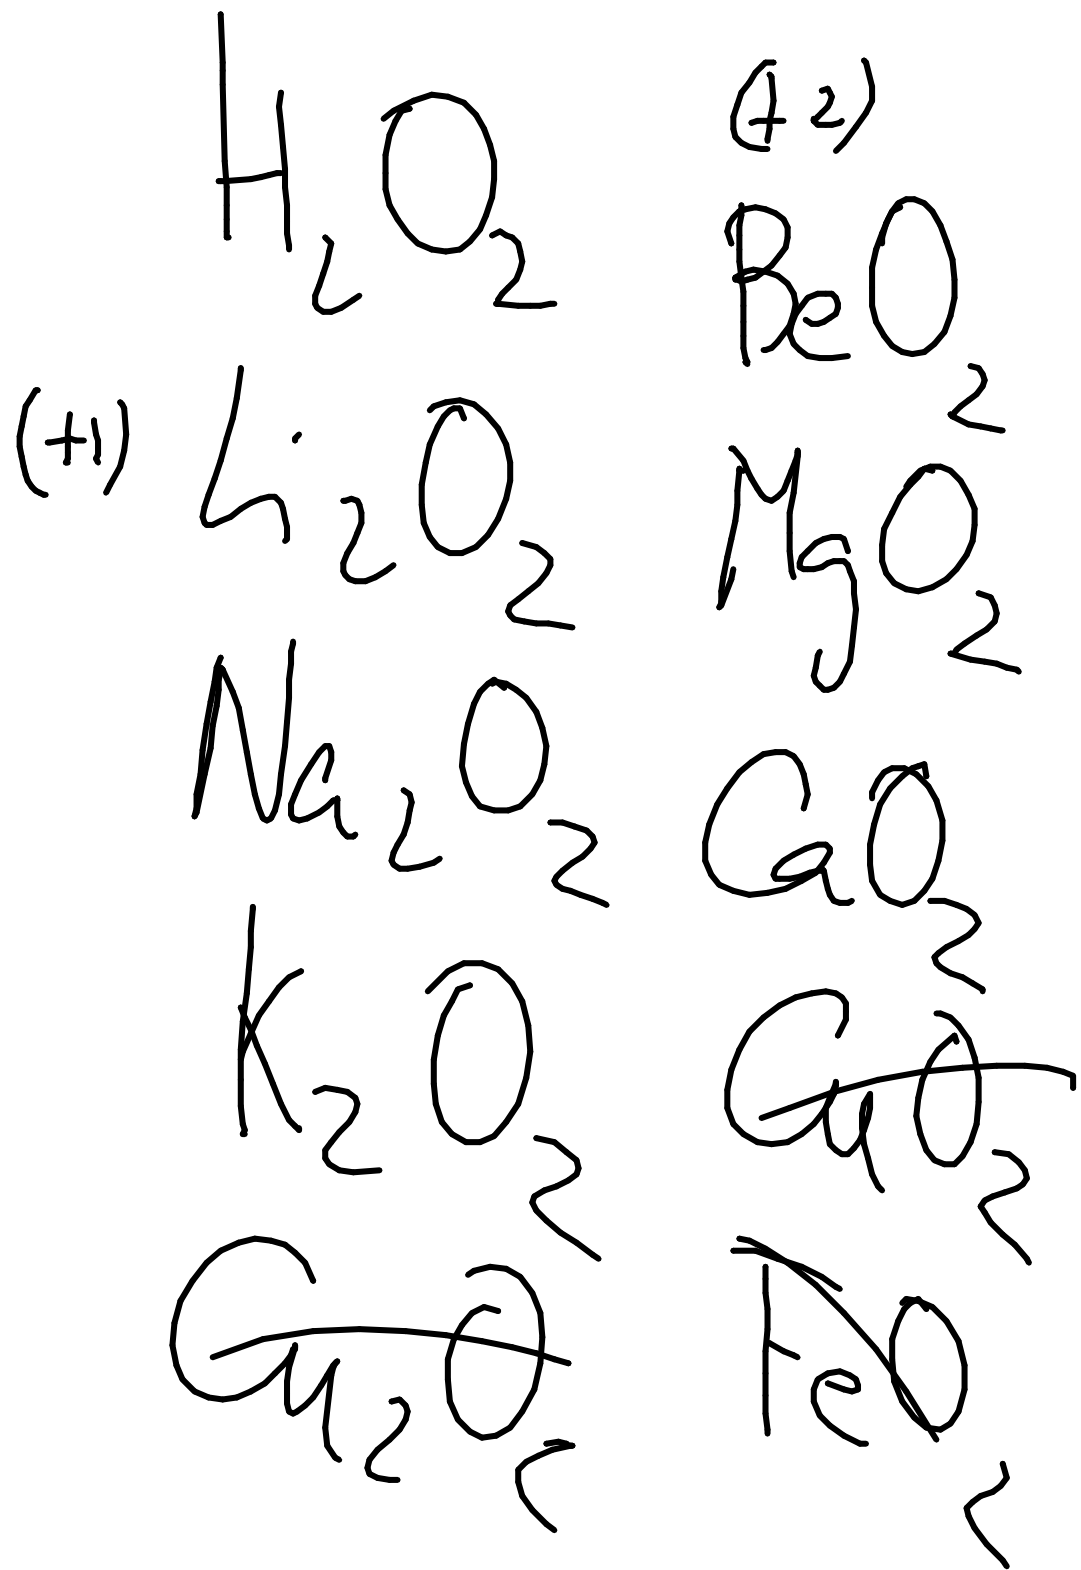 H₂O₂
(+1) Li₂O₂
Na₂O₂
K₂O₂
Cu₂O₂
(+2)
BeO₂
MgO₂
CaO₂
CuO₂
FeO₂